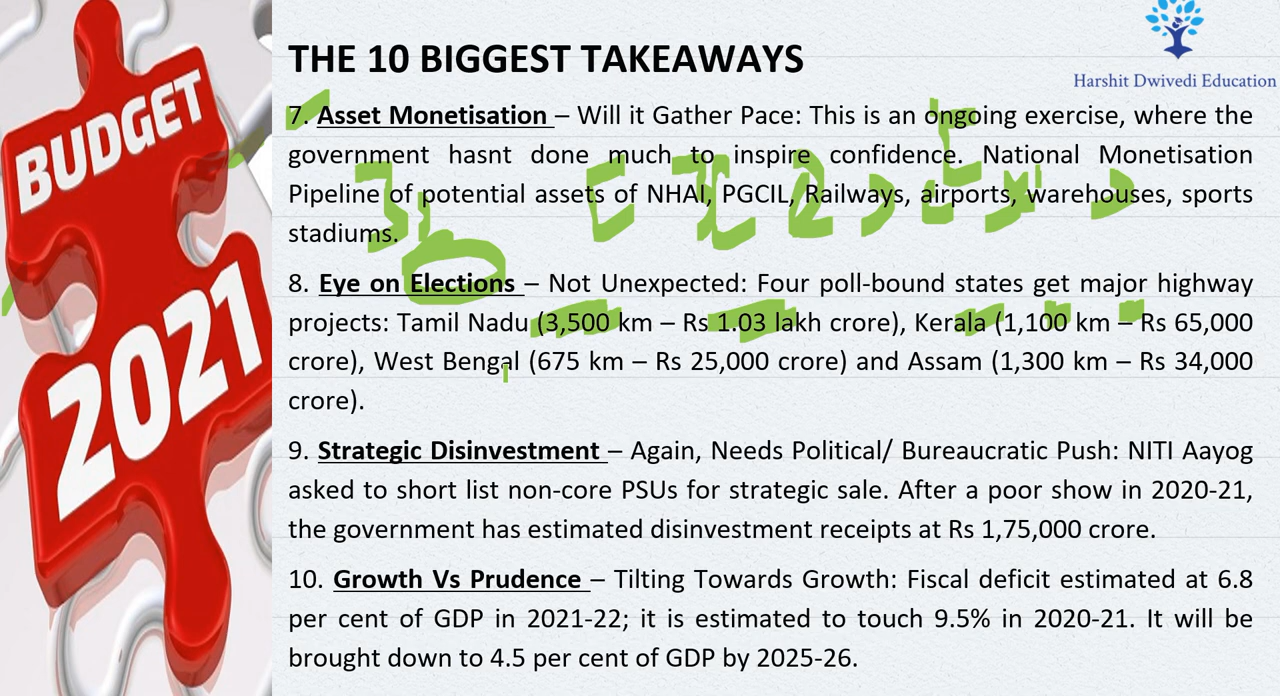 BUDGET
2021
Harshit Dwivedi Education
THE 10 BIGGEST TAKEAWAYS
7. Asset Monetisation – Will it Gather Pace: This is an ongoing exercise, where the
government hasnt done much to inspire confidence. National Monetisation
Pipeline of potential assets of NHAI, PGCIL, Railways, airports, warehouses, sports
stadiums.
8. Eye on Elections – Not Unexpected: Four poll-bound states get major highway
projects: Tamil Nadu (3,500 km – Rs 1.03 lakh crore), Kerala (1,100 km – Rs 65,000
crore), West Bengal (675 km – Rs 25,000 crore) and Assam (1,300 km – Rs 34,000
crore).
9. Strategic Disinvestment – Again, Needs Political/ Bureaucratic Push: NITI Aayog
asked to short list non-core PSUs for strategic sale. After a poor show in 2020-21,
the government has estimated disinvestment receipts at Rs 1,75,000 crore.
10. Growth Vs Prudence – Tilting Towards Growth: Fiscal deficit estimated at 6.8
per cent of GDP in 2021-22; it is estimated to touch 9.5% in 2020-21. It will be
brought down to 4.5 per cent of GDP by 2025-26.